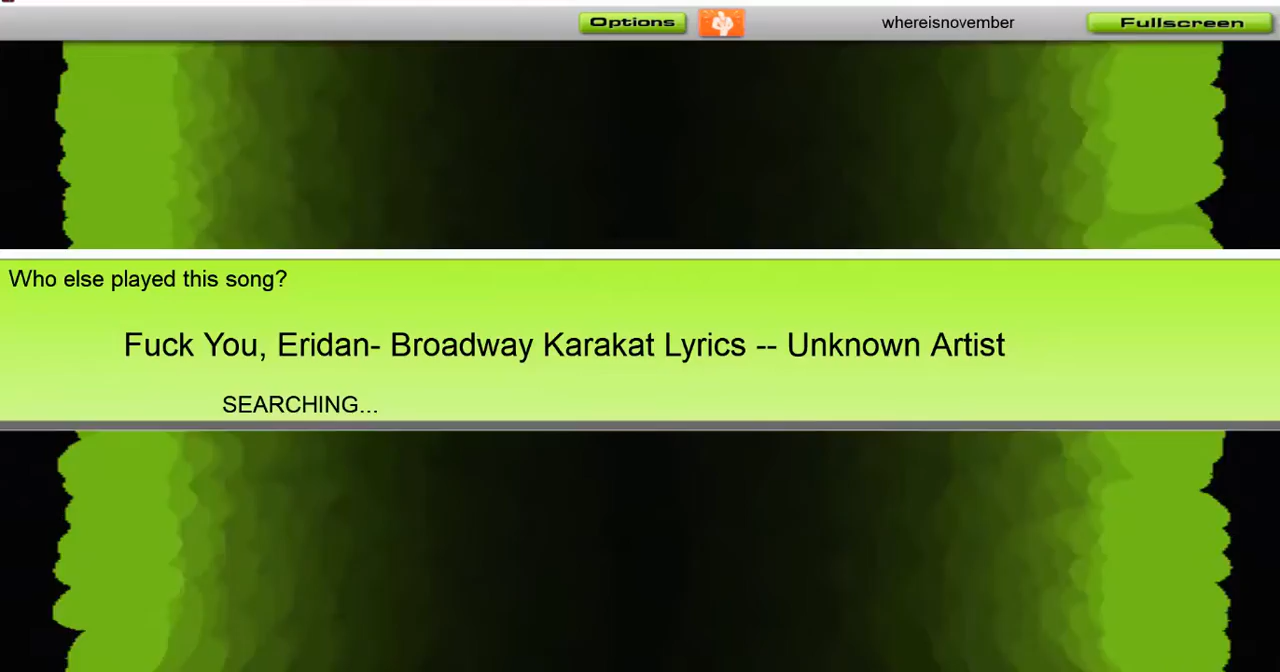 Options
whereisnovember
Fullscreen
Who else played this song?
Fuck You, Eridan- Broadway Karakat Lyrics -- Unknown Artist
SEARCHING...